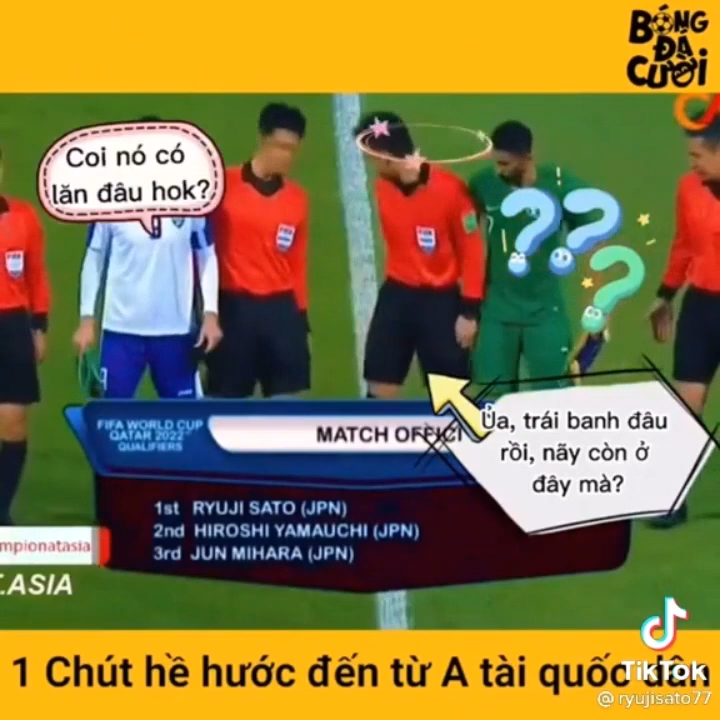 BÓNG
ĐÁ
CƯỜI
Coi nó có
lăn đâu hok?
Ủa, trái banh đâu
rồi, nãy còn ở
đây mà?
FIFA WORLD CUP
QATAR 2022
QUALIFIERS
MATCH OFFICI
1st RYUJI SATO (JPN)
2nd HIROSHI YAMAUCHI (JPN)
3rd JUN MIHARA (JPN)
mpionatasia
.ASIA
1 Chút hề hước đến từ A tài quốc dân
TikTok
@ryujisato77